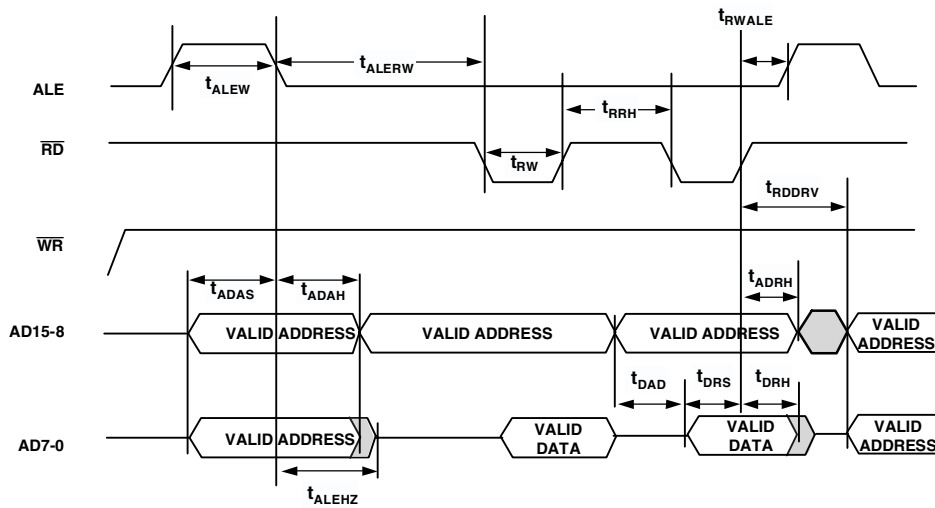 tRWALE
tALERW
ALE
tALEW
tRRH
RD
tRW
tRDDRV
WR
tADAS
tADAH
tADRH
AD15-8
VALID ADDRESS
VALID ADDRESS
VALID ADDRESS
VALID
ADDRESS
tDAD
tDRS
tDRH
AD7-0
VALID ADDRESS
VALID
DATA
VALID
DATA
VALID
ADDRESS
tALEHZ